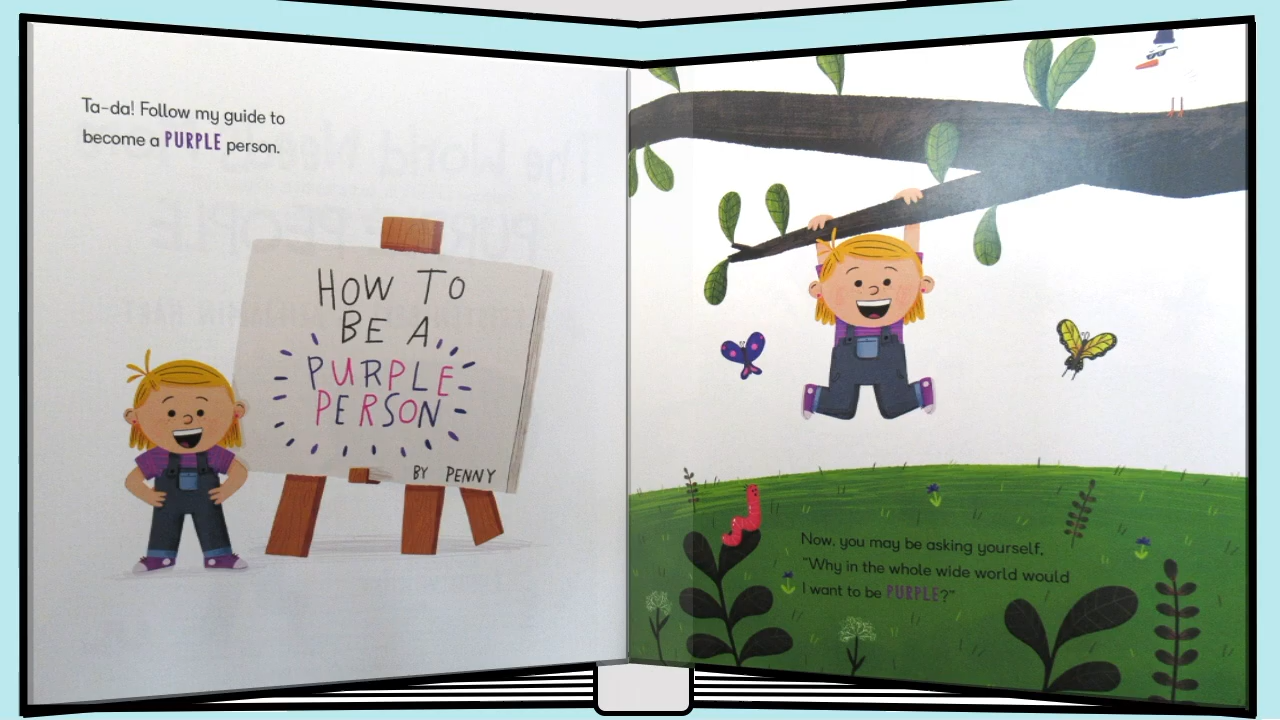 Ta-da! Follow my guide to
become a PURPLE person.
HOW TO
BE A
PURPLE
PERSON
BY PENNY
Now, you may be asking yourself,
"Why in the whole wide world would
I want to be PURPLE?"